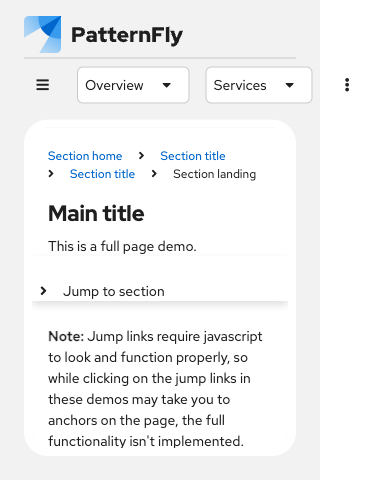 PatternFly
Overview Services
Section home Section title
Section title Section landing
Main title
This is a full page demo.
Jump to section
Note: Jump links require javascript
to look and function properly, so
while clicking on the jump links in
these demos may take you to
anchors on the page, the full
functionality isn't implemented.